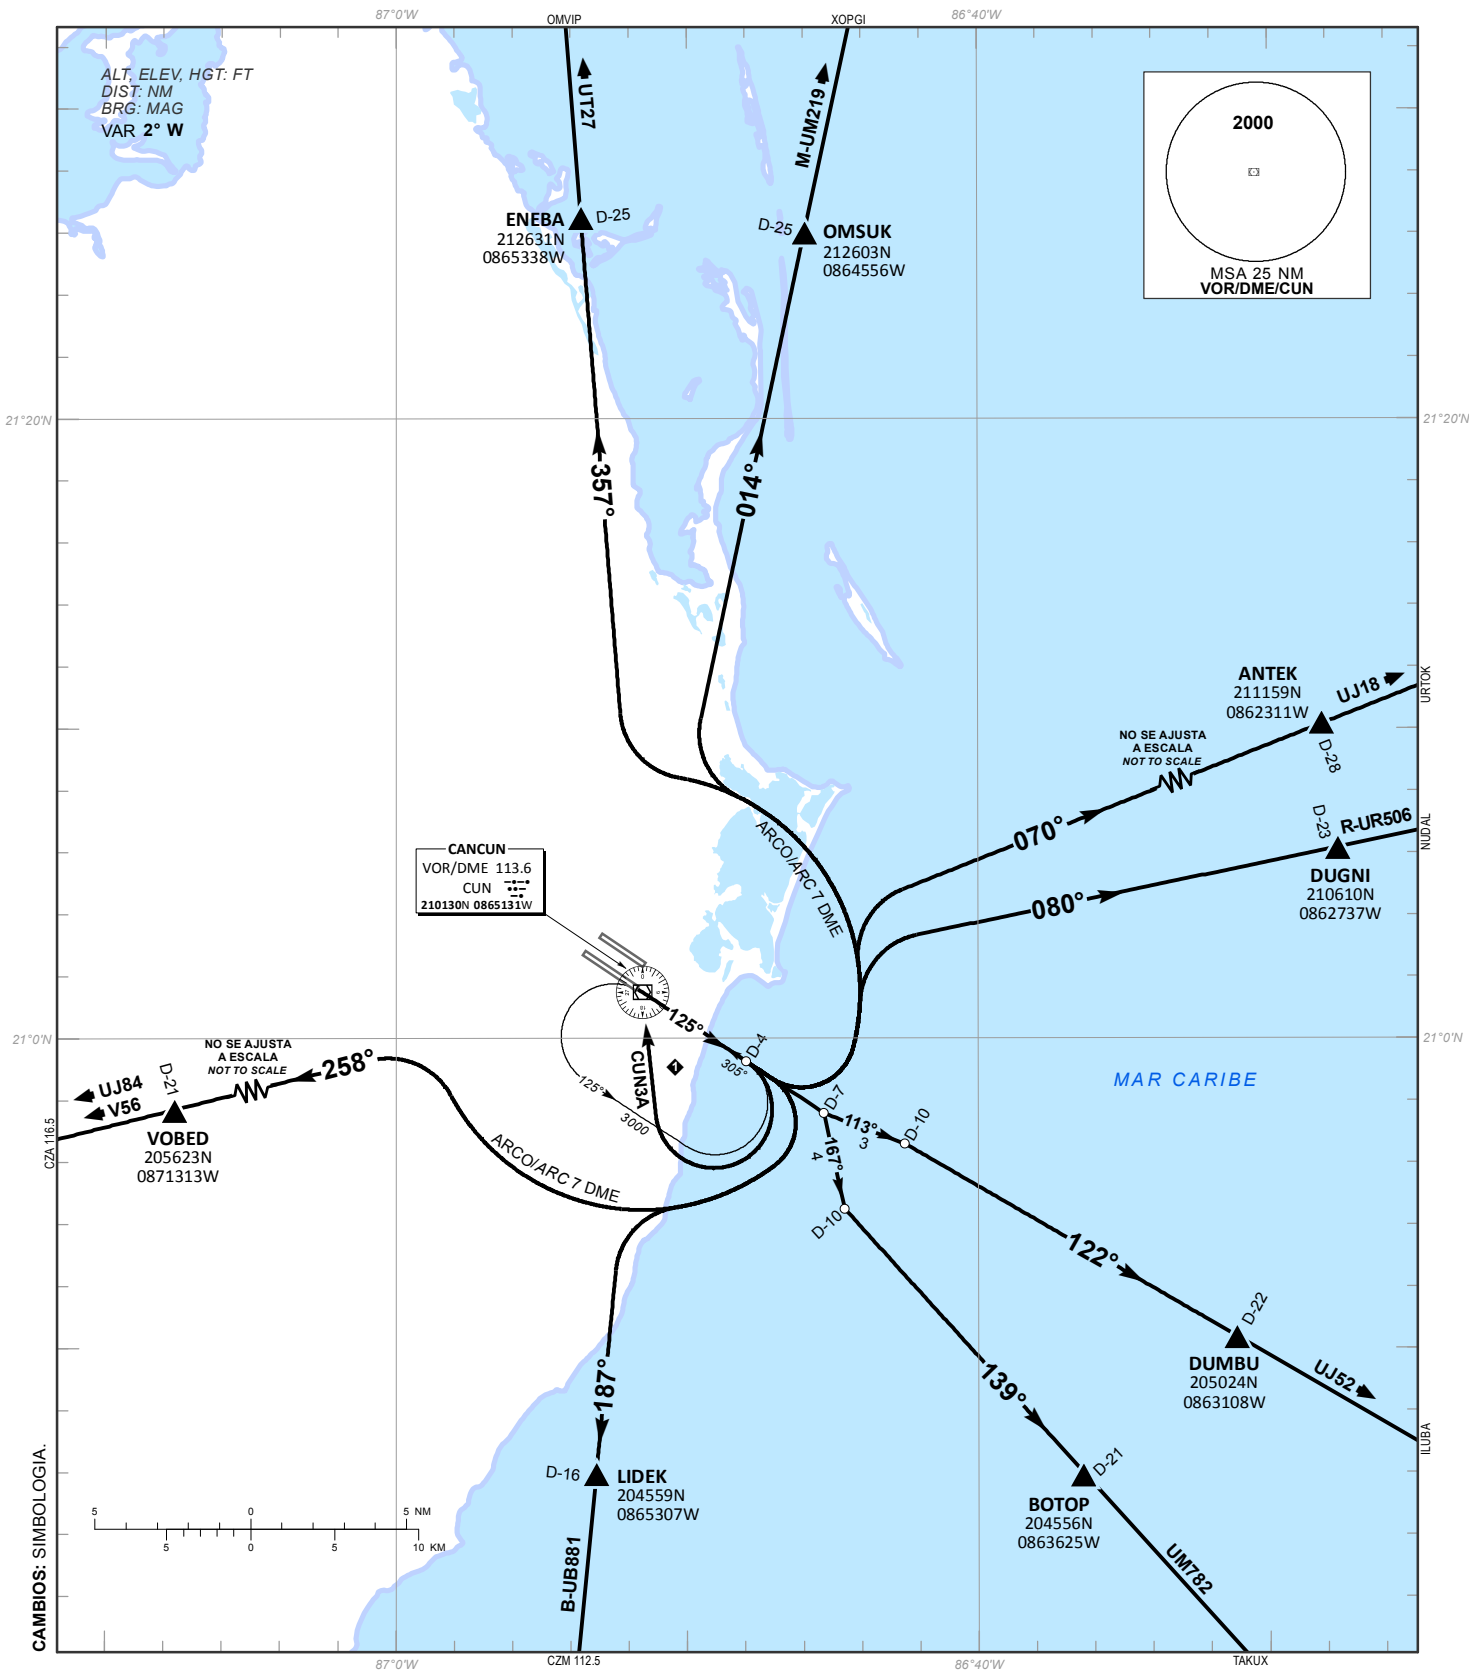 87°0'W
OMVIP
XOPGI
86°40'W
ALT, ELEV, HGT: FT
DIST: NM
BRG: MAG
VAR 2° W
UT27
M-UM219
2000
MSA 25 NM
VOR/DME/CUN
ENEBA
212631N
0865338W
D-25
D-25
OMSUK
212603N
0864556W
21°20'N
21°20'N
357°
014°
ANTEK
211159N
0862311W
D-28
UJ18
URTOK
NO SE AJUSTA
A ESCALA
NOT TO SCALE
070°
D-23
R-UR506
NUDAL
DUGNI
210610N
0862737W
080°
ARCO/ARC 7 DME
CANCUN
VOR/DME 113.6
CUN
210130N 0865131W
0
9
18
27
125°
D-4
305°
21°0'N
21°0'N
CUN3A
1
125°
3000
MAR CARIBE
NO SE AJUSTA
A ESCALA
NOT TO SCALE
258°
D-21
UJ84
V56
VOBED
205623N
0871313W
CZA 116.5
ARCO/ARC 7 DME
D-7
113°
3
D-10
167°
4
D-10
122°
D-22
DUMBU
205024N
0863108W
UJ52
ILUBA
139°
D-21
BOTOP
204556N
0863625W
UM782
187°
D-16
LIDEK
204559N
0865307W
B-UB881
CAMBIOS: SIMBOLOGIA.
5 0 5 NM
5 0 5 10 KM
87°0'W
CZM 112.5
86°40'W
TAKUX